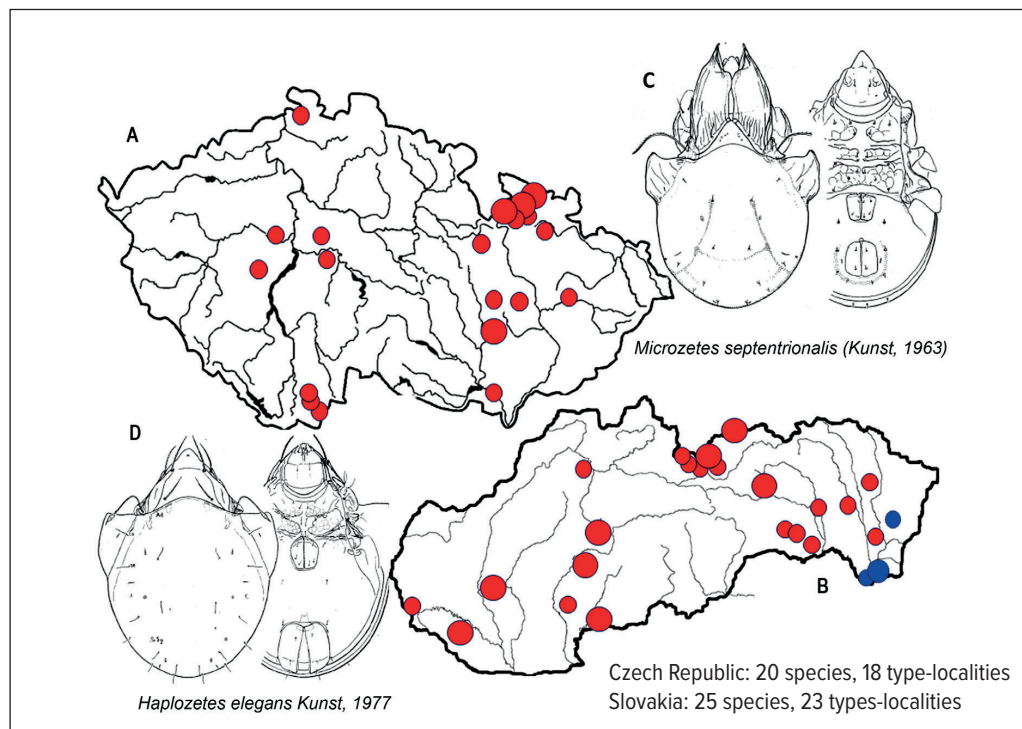 A
C
Microzetes septentrionalis (Kunst, 1963)
D
B
Haplozetes elegans Kunst, 1977
Czech Republic: 20 species, 18 type-localities
Slovakia: 25 species, 23 types-localities